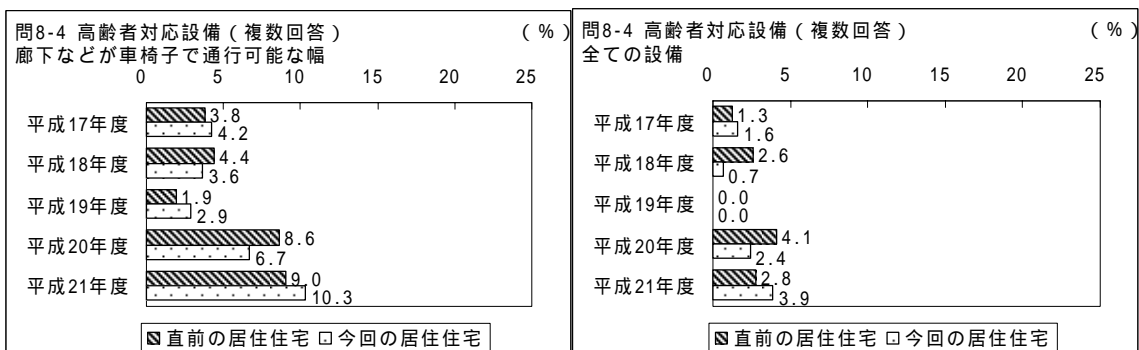 問8-4 高齢者対応設備（複数回答） （％）
廊下などが車椅子で通行可能な幅
0 5 10 15 20 25
平成17年度 3.8
4.2
平成18年度 4.4
3.6
平成19年度 1.9
2.9
平成20年度 8.6
6.7
平成21年度 9.0
10.3
直前の居住住宅 今回の居住住宅
問8-4 高齢者対応設備（複数回答） （％）
全ての設備
0 5 10 15 20 25
平成17年度 1.3
1.6
平成18年度 2.6
0.7
平成19年度 0.0
0.0
平成20年度 4.1
2.4
平成21年度 2.8
3.9
直前の居住住宅 今回の居住住宅